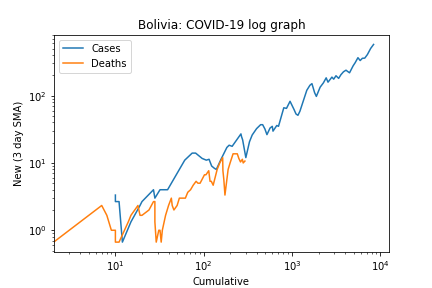 Bolivia: COVID-19 log graph
Cases
Deaths
New (3 day SMA)
10²
10¹
10⁰
10¹ 10² 10³ 10⁴
Cumulative